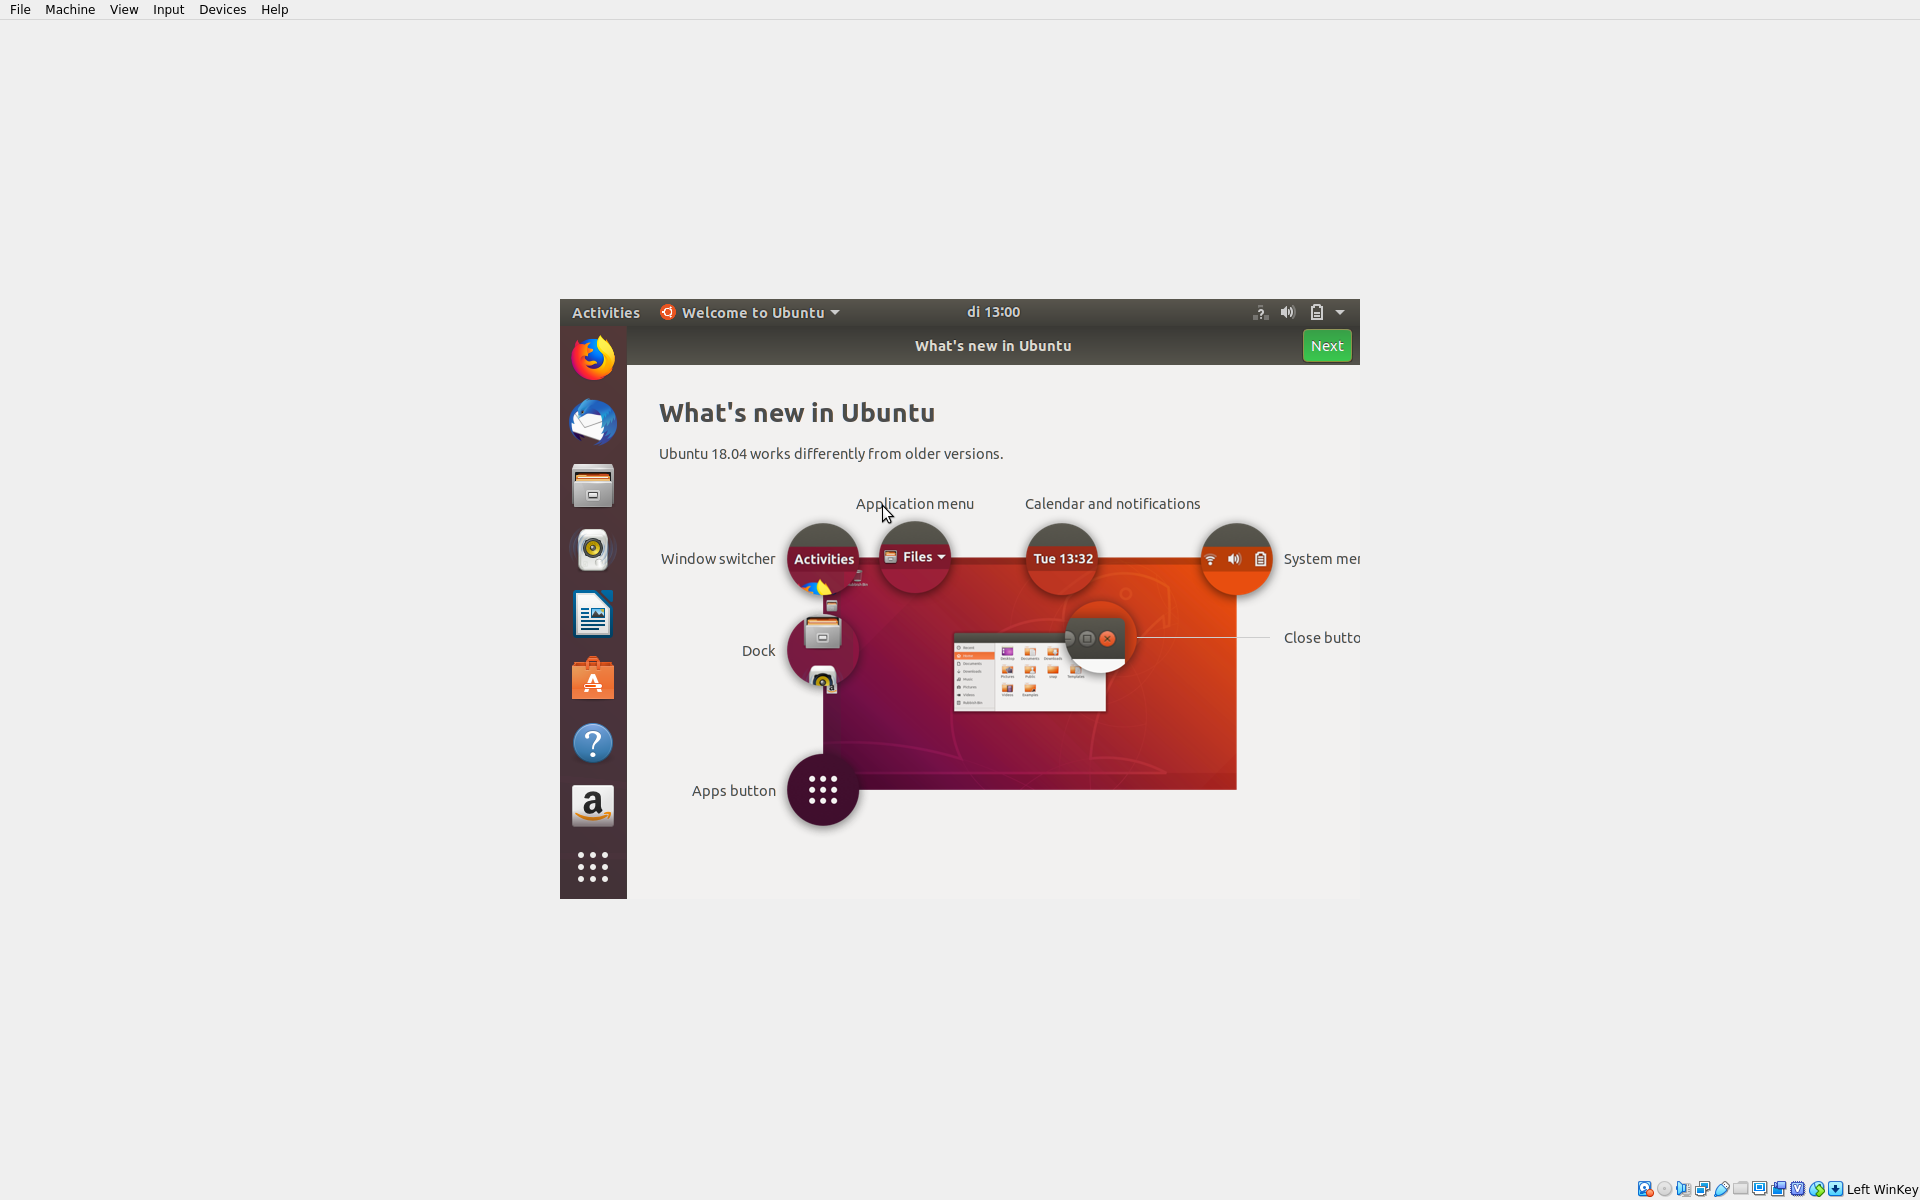 File Machine View Input Devices Help
Activities Welcome to Ubuntu di 13:00
What's new in Ubuntu Next
What's new in Ubuntu
Ubuntu 18.04 works differently from older versions.
Application menu Calendar and notifications
Window switcher Activities Files Tue 13:32 System mer
Close butto
Dock
Apps button
Left WinKey